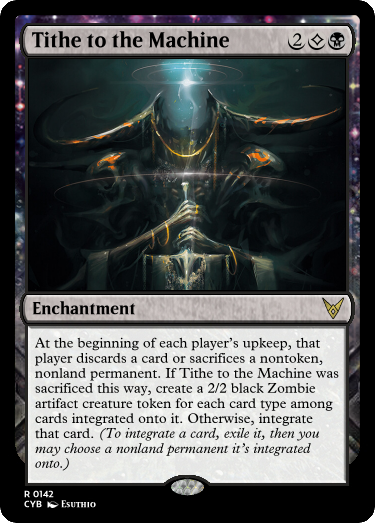 Tithe to the Machine 2
Enchantment
At the beginning of each player's upkeep, that
player discards a card or sacrifices a nontoken,
nonland permanent. If Tithe to the Machine was
sacrificed this way, create a 2/2 black Zombie
artifact creature token for each card type among
cards integrated onto it. Otherwise, integrate
that card. (To integrate a card, exile it, then you
may choose a nonland permanent it's integrated
onto.)
R 0142
CYB Esuthio